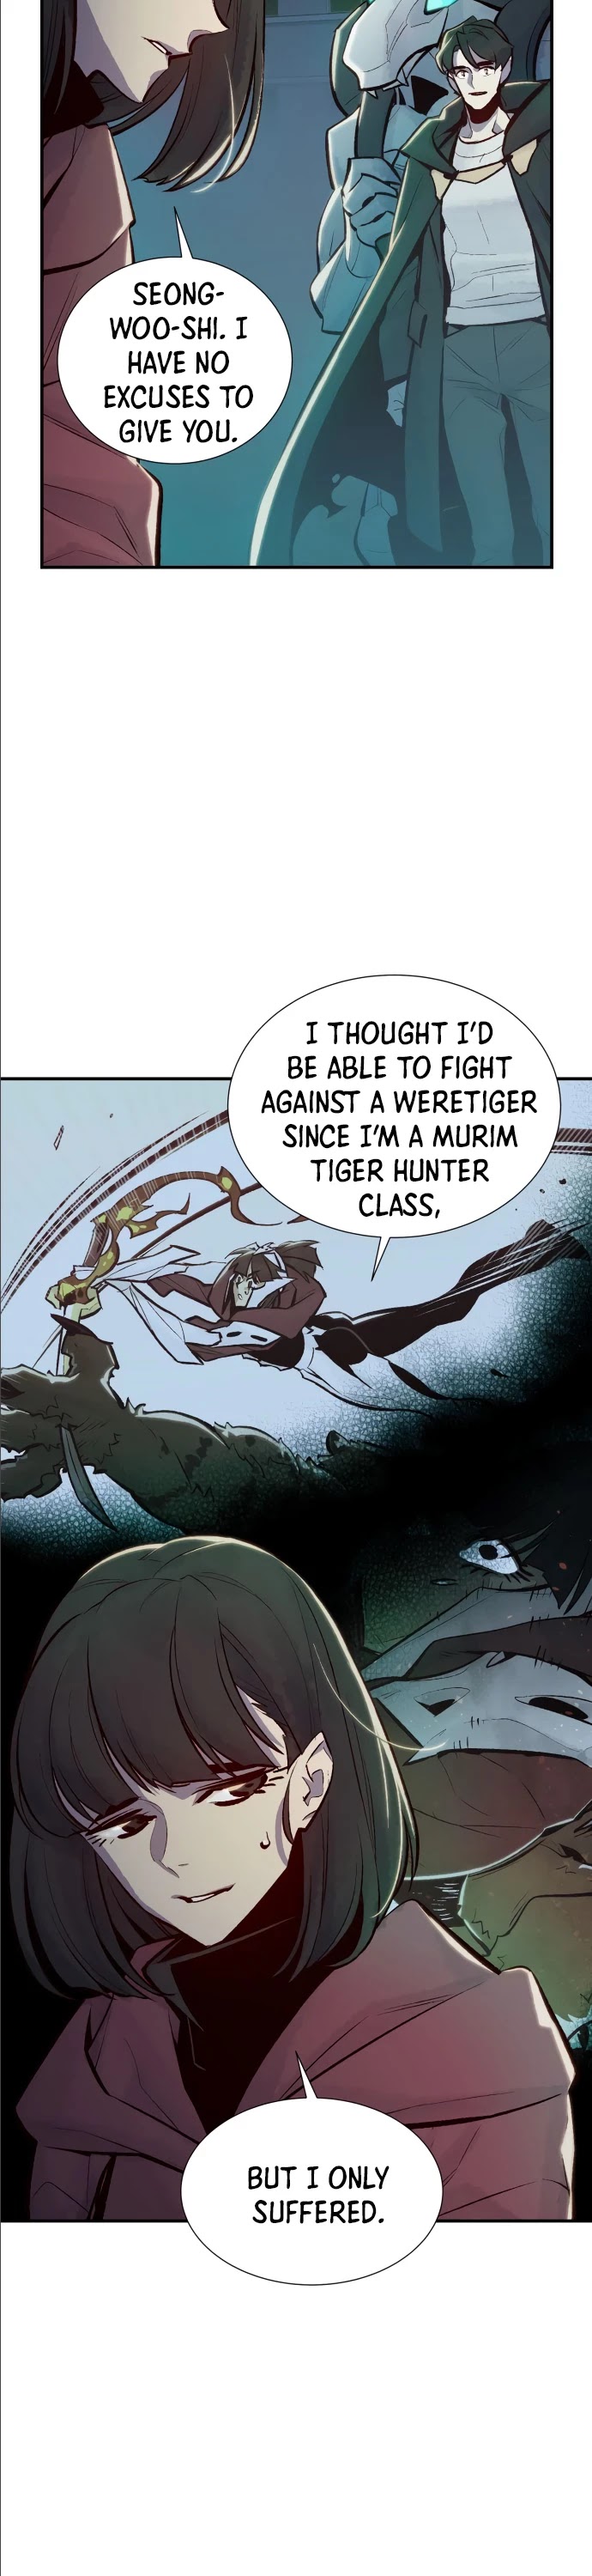 SEONG-
WOO-SHI. I
HAVE NO
EXCUSES TO
GIVE YOU.
I THOUGHT I'D
BE ABLE TO FIGHT
AGAINST A WERETIGER
SINCE I'M A MURIM
TIGER HUNTER
CLASS,
BUT I ONLY
SUFFERED.